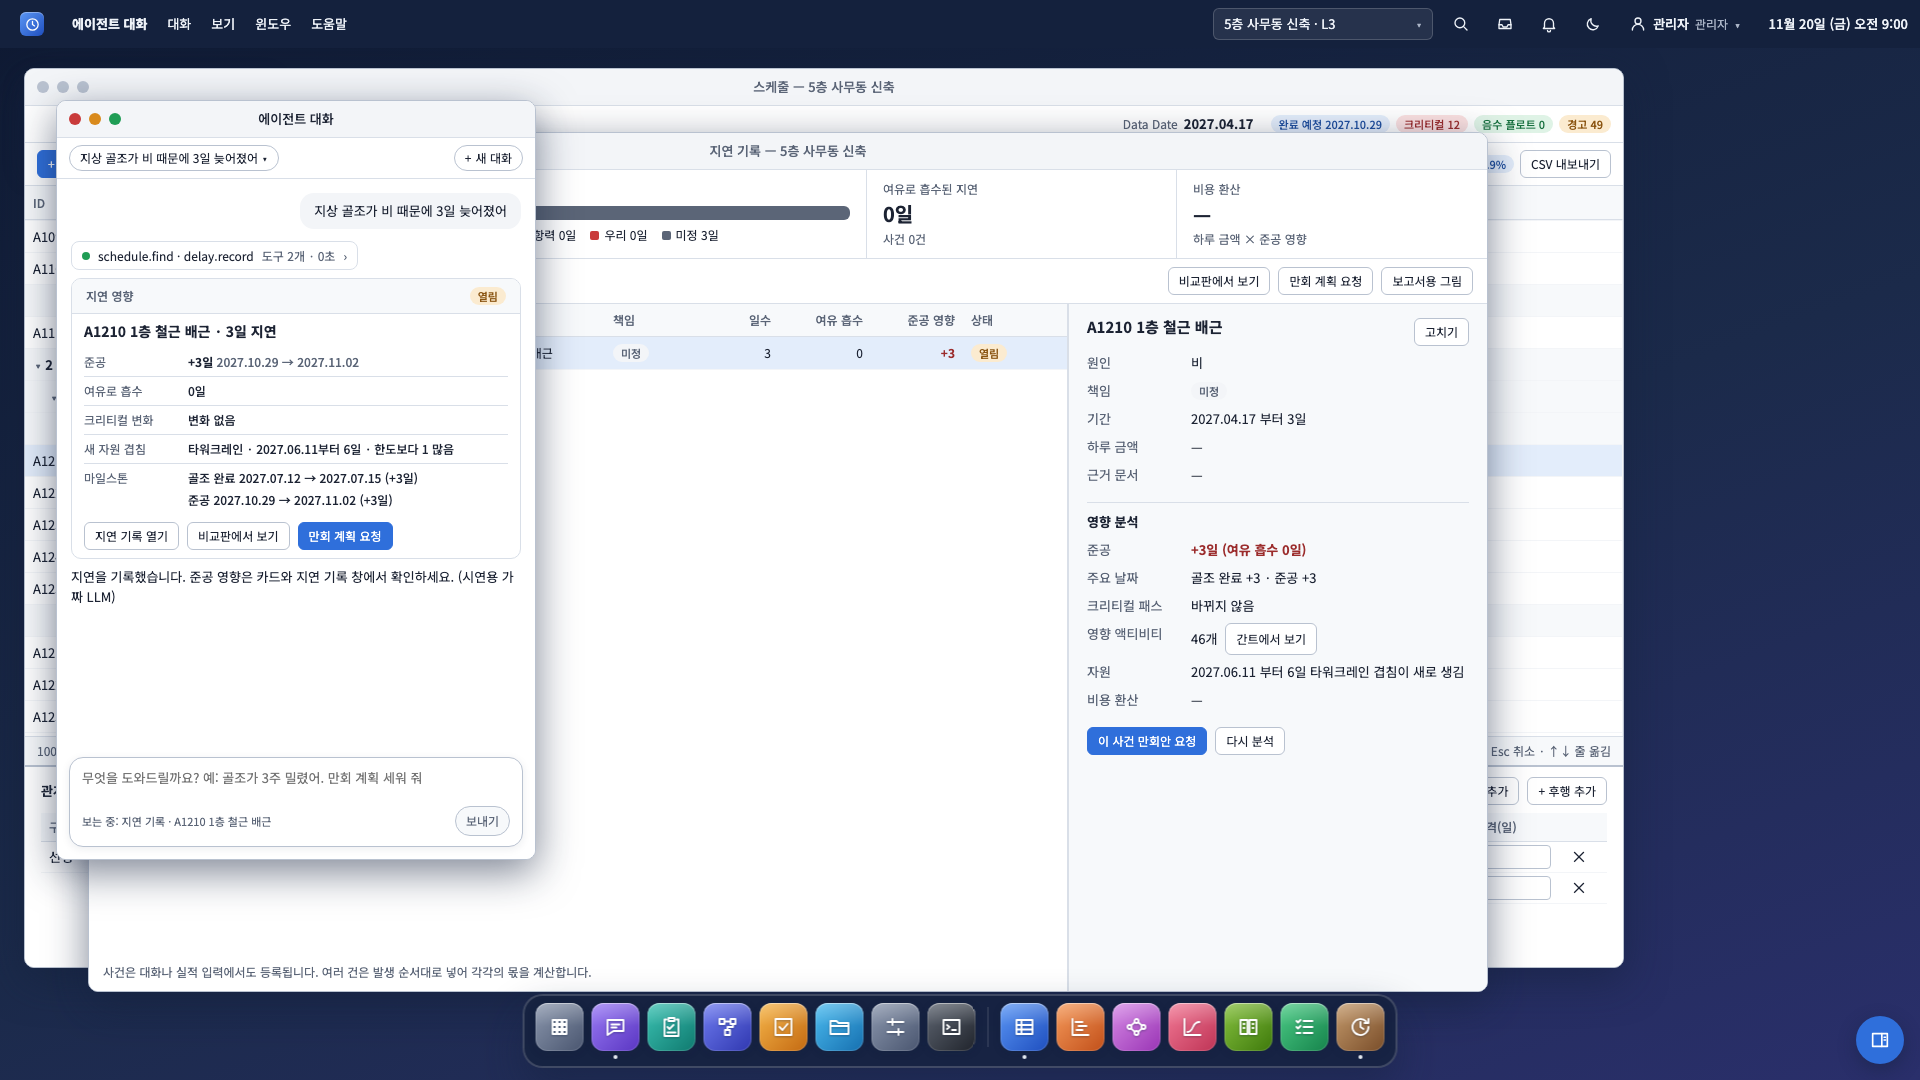 에이전트 대화 대화 보기 윈도우 도움말
5층 사무동 신축 · L3
관리자 관리자
11월 20일 (금) 오전 9:00
스케줄 — 5층 사무동 신축
Data Date 2027.04.17 완료 예정 2027.10.29 크리티컬 12 음수 플로트 0 경고 49
.9% CSV 내보내기
ID
A10
A11
A11
2
A12
A12
A12
A12
A12
A12
A12
A12
100
Esc 취소 · ↑↓ 줄 옮김
추가 + 후행 추가
격(일)
에이전트 대화
지상 골조가 비 때문에 3일 늦어졌어
+ 새 대화
지상 골조가 비 때문에 3일 늦어졌어
schedule.find · delay.record 도구 2개 · 0초 ›
지연 영향 열림
A1210 1층 철근 배근 · 3일 지연
준공 +3일 2027.10.29 → 2027.11.02
여유로 흡수 0일
크리티컬 변화 변화 없음
새 자원 겹침 타워크레인 · 2027.06.11부터 6일 · 한도보다 1 많음
마일스톤 골조 완료 2027.07.12 → 2027.07.15 (+3일)
준공 2027.10.29 → 2027.11.02 (+3일)
지연 기록 열기 비교판에서 보기 만회 계획 요청
지연을 기록했습니다. 준공 영향은 카드와 지연 기록 창에서 확인하세요. (시연용 가
짜 LLM)
무엇을 도와드릴까요? 예: 골조가 3주 밀렸어. 만회 계획 세워 줘
보는 중: 지연 기록 · A1210 1층 철근 배근
보내기
지연 기록 — 5층 사무동 신축
항력 0일 우리 0일 미정 3일
여유로 흡수된 지연
0일
사건 0건
비용 환산
—
하루 금액 × 준공 영향
비교판에서 보기 만회 계획 요청 보고서용 그림
책임 일수 여유 흡수 준공 영향 상태
배근 미정 3 0 +3 열림
A1210 1층 철근 배근 고치기
원인 비
책임 미정
기간 2027.04.17 부터 3일
하루 금액 —
근거 문서 —
영향 분석
준공 +3일 (여유 흡수 0일)
주요 날짜 골조 완료 +3 · 준공 +3
크리티컬 패스 바뀌지 않음
영향 액티비티 46개 간트에서 보기
자원 2027.06.11 부터 6일 타워크레인 겹침이 새로 생김
비용 환산 —
이 사건 만회안 요청 다시 분석
사건은 대화나 실적 입력에서도 등록됩니다. 여러 건은 발생 순서대로 넣어 각각의 몫을 계산합니다.